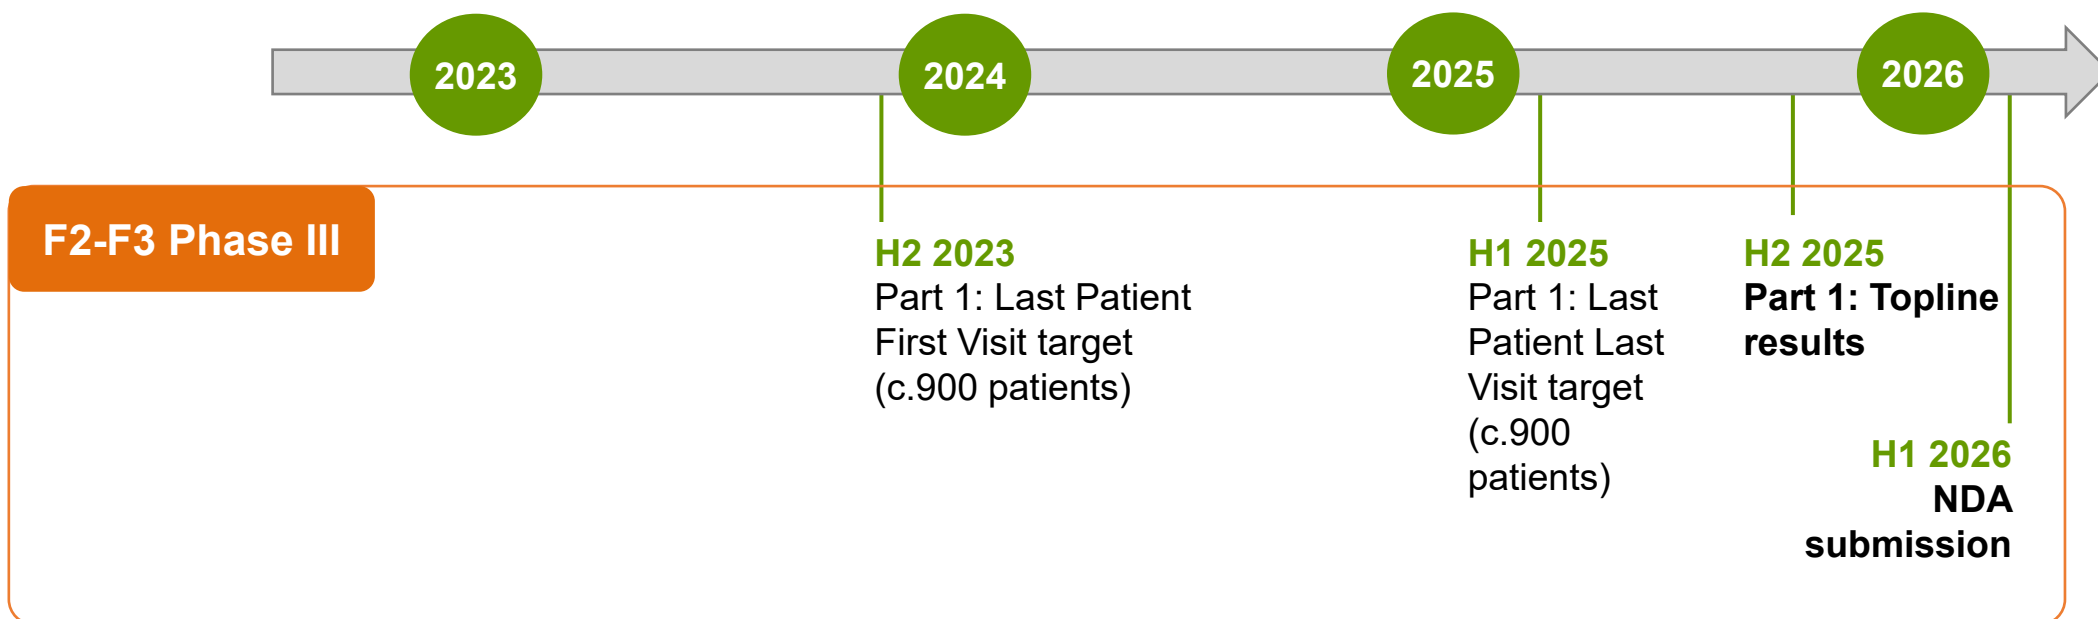 2023
2024
2025
2026
F2-F3 Phase III
H2 2023
Part 1: Last Patient
First Visit target
(c.900 patients)
H1 2025
Part 1: Last
Patient Last
Visit target
(c.900
patients)
H2 2025
Part 1: Topline
results
H1 2026
NDA
submission